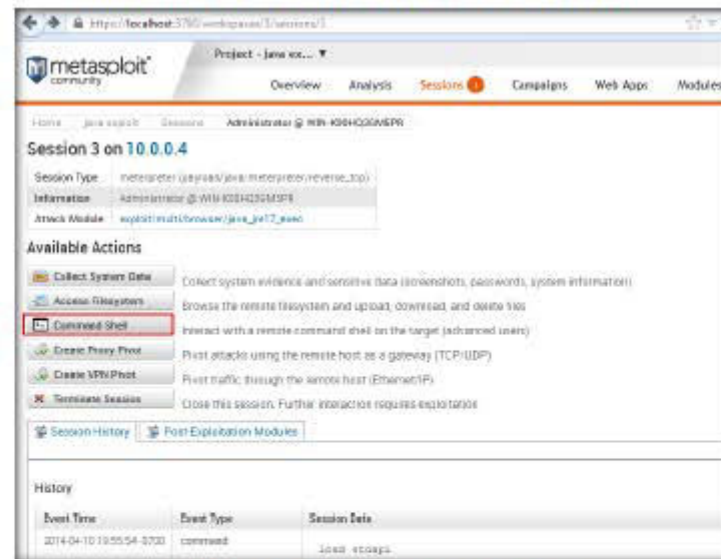 https://localhost:3790/workspaces/3/sessions/3
metasploit
community
Project - Java ex... ▼
Overview Analysis Sessions 1 Campaigns Web Apps Modules
Home Java exploit Sessions Administrator @ WIN-
Session 3 on 10.0.0.4
Session Type meterpreter (payload/java/meterpreter/reverse_tcp)
Information Administrator @ WIN-
Attack Module exploit/multi/browser/java_jre17_exec
Available Actions
Collect System Data Collect system evidence and sensitive data (screenshots, passwords, system information)
Access Filesystem Browse the remote filesystem and upload, download, and delete files
Command Shell Interact with a remote command shell on the target (advanced users)
Create Proxy Pivot Pivot attacks using the remote host as a gateway (TCP/UDP)
Create VPN Pivot Pivot traffic through the remote host (Ethernet/IP)
Terminate Session Close this session. Further interaction requires exploitation
Session History Post-Exploitation Modules
History
Event Time Event Type Session Data
2014-04-10 19:55:54 -0700 command load stdapi